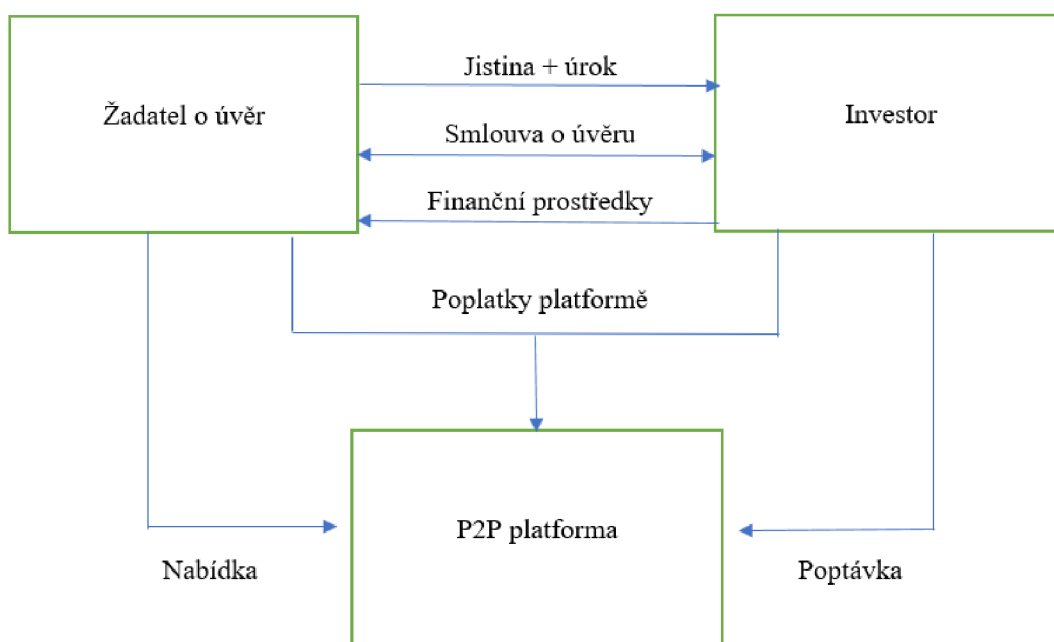 Jistina + úrok
Žadatel o úvěr
Investor
Smlouva o úvěru
Finanční prostředky
Poplatky platformě
P2P platforma
Nabídka
Poptávka